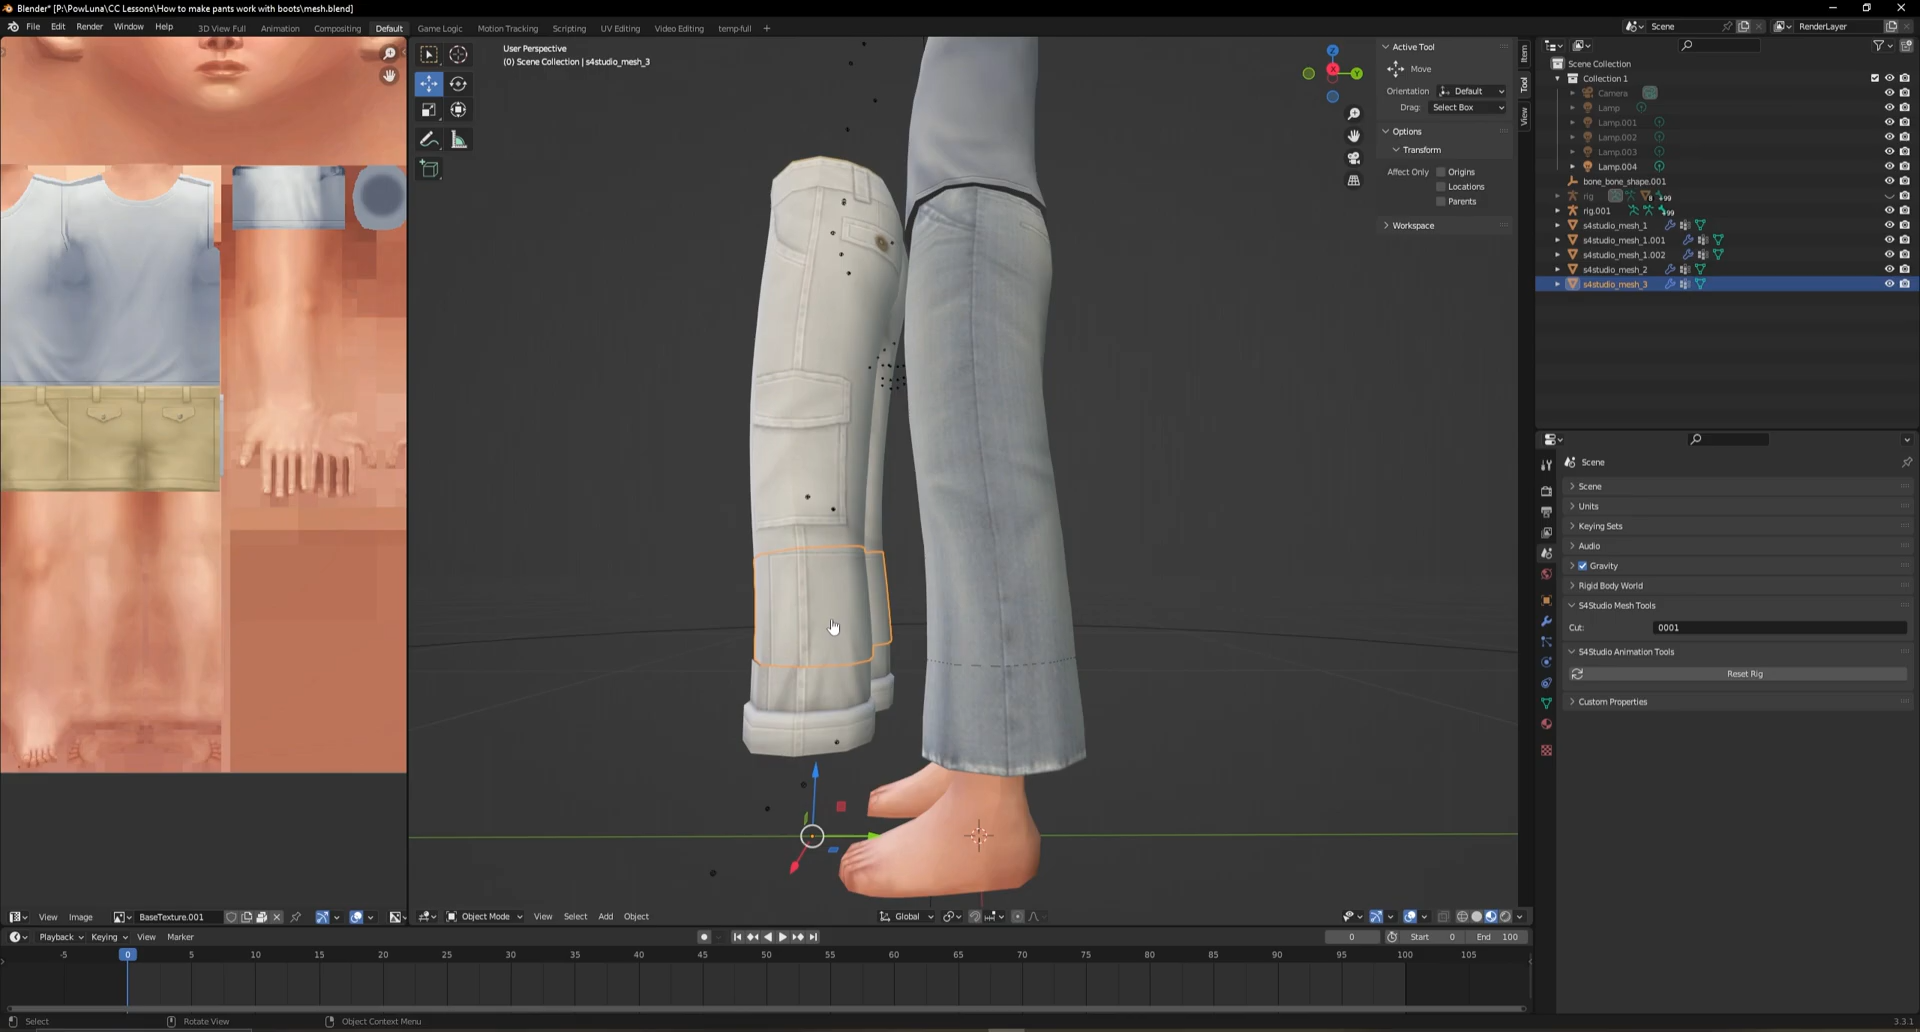 Blender* [P:\PowLuna\CC Lessons\How to make pants work with boots\mesh.blend]
File Edit Render Window Help 3D View Full Animation Compositing Default Game Logic Motion Tracking Scripting UV Editing Video Editing temp-full + Scene RenderLayer
User Perspective
(0) Scene Collection | s4studio_mesh_3
Active Tool
Move
Orientation Default
Drag: Select Box
Options
Transform
Affect Only Origins
Locations
Parents
Workspace
Item
Tool
View
Scene Collection
Collection 1
Camera
Lamp
Lamp.001
Lamp.002
Lamp.003
Lamp.004
bone_bone_shape.001
rig 8 +99
rig.001 +99
s4studio_mesh_1
s4studio_mesh_1.001
s4studio_mesh_1.002
s4studio_mesh_2
s4studio_mesh_3
Scene
Scene
Units
Keying Sets
Audio
Gravity
Rigid Body World
S4Studio Mesh Tools
Cut: 0001
S4Studio Animation Tools
Reset Rig
Custom Properties
View Image BaseTexture.001
Object Mode View Select Add Object Global
Playback Keying View Marker 0 Start 0 End 100
-5 0 5 10 15 20 25 30 35 40 45 50 55 60 65 70 75 80 85 90 95 100 105
Select Rotate View Object Context Menu 3.3.1
X Y Z